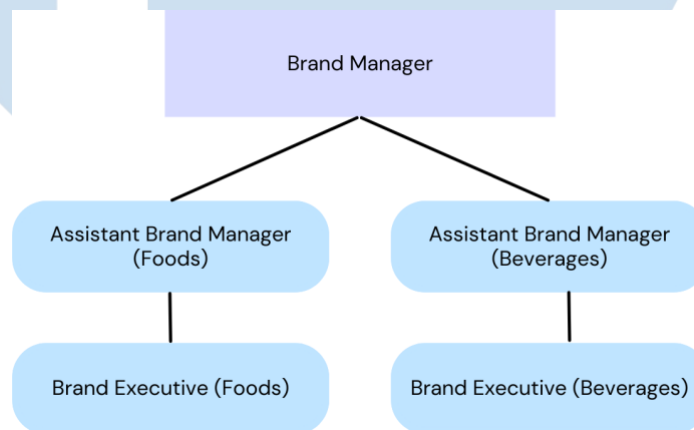 Brand Manager
Assistant Brand Manager
(Foods)
Assistant Brand Manager
(Beverages)
Brand Executive (Foods)
Brand Executive (Beverages)